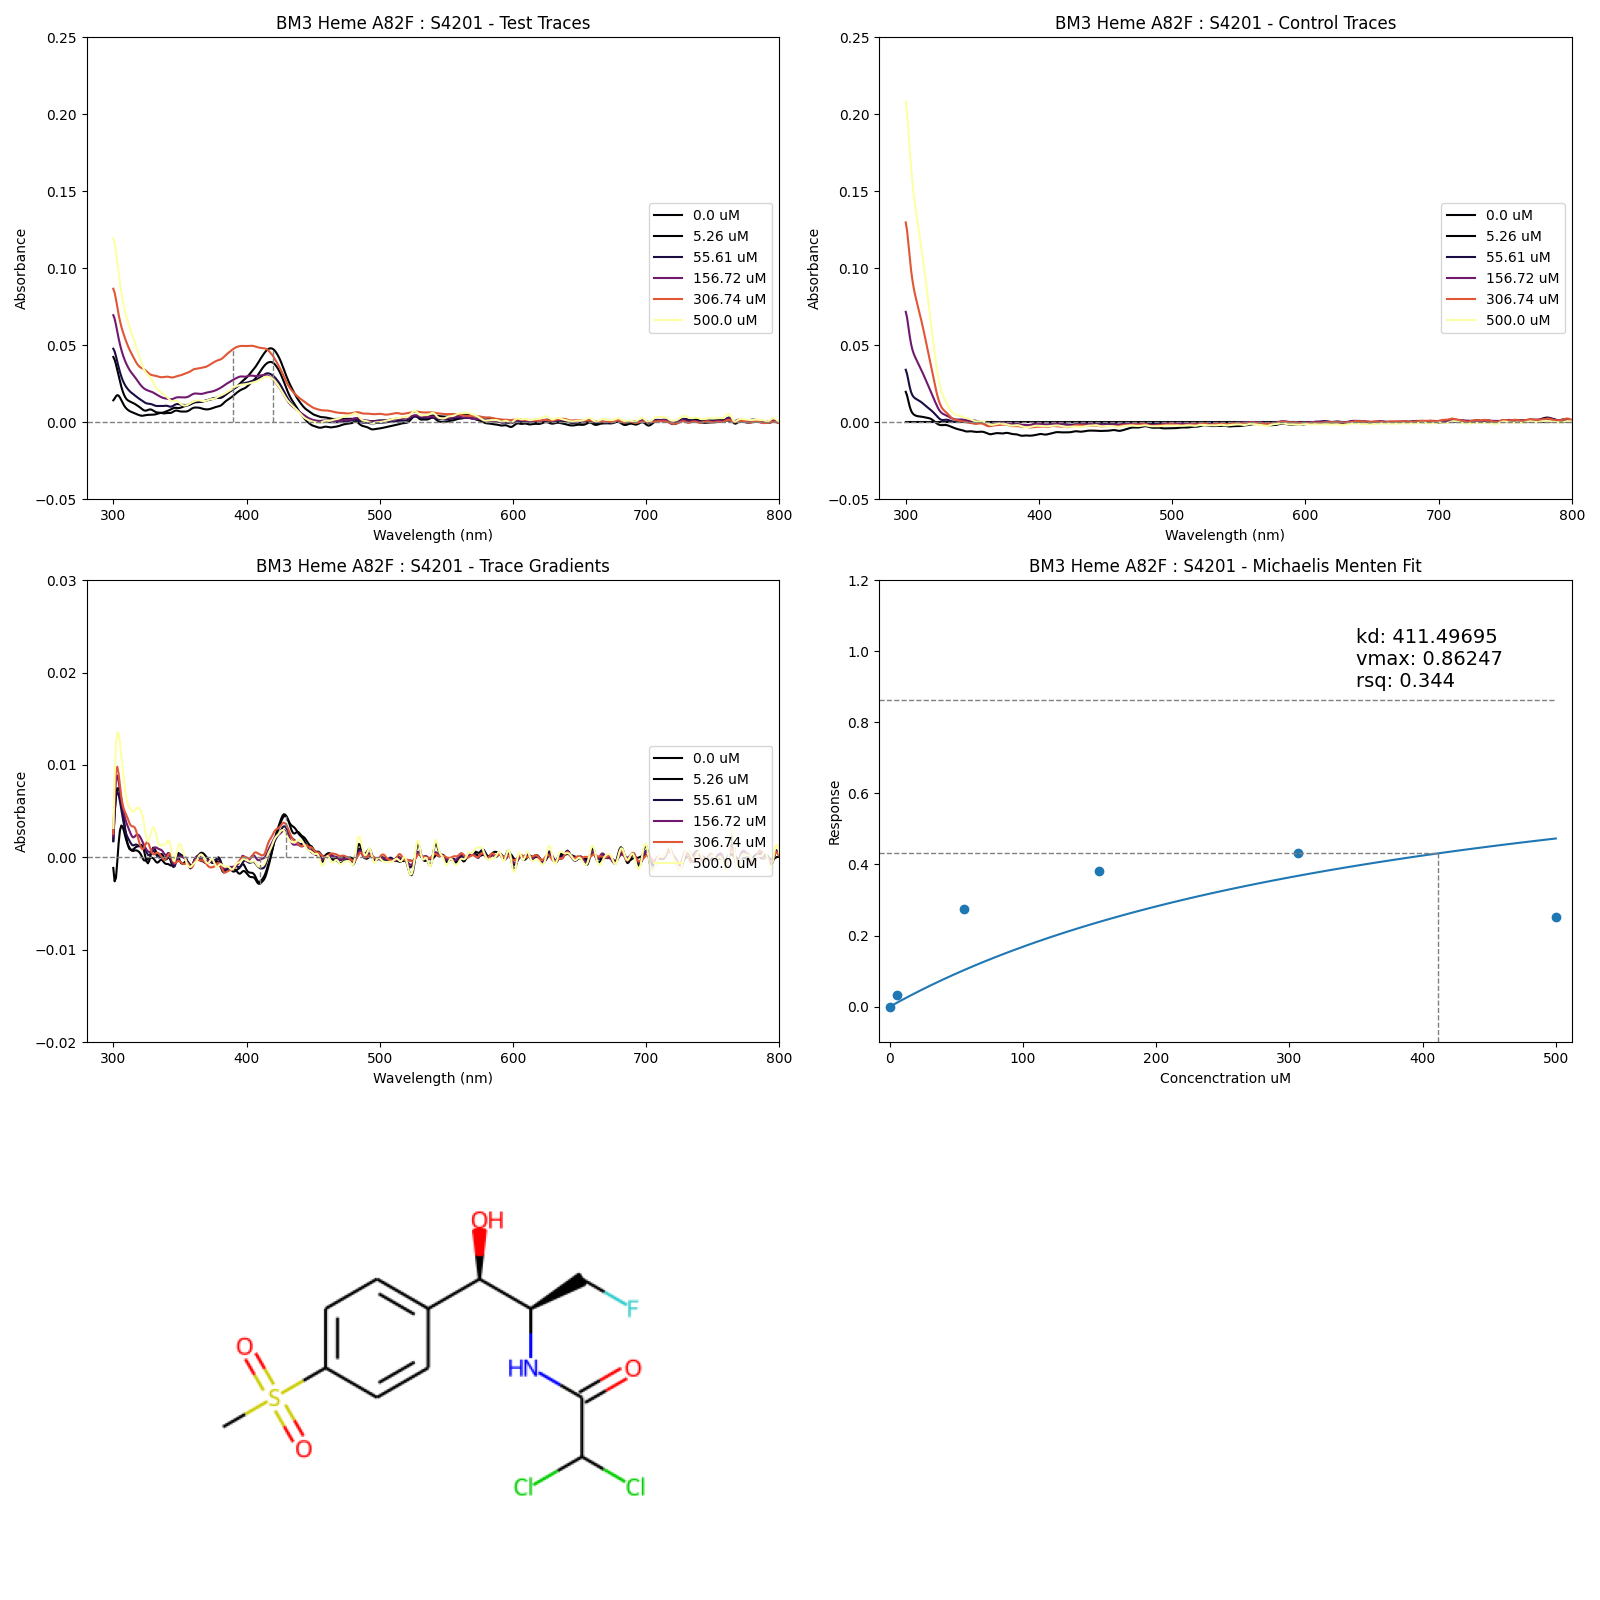 BM3 Heme A82F : S4201 - Test Traces
Absorbance
0.25
0.20
0.15
0.10
0.05
0.00
−0.05
300
400
500
600
700
800
Wavelength (nm)
0.0 uM
5.26 uM
55.61 uM
156.72 uM
306.74 uM
500.0 uM
BM3 Heme A82F : S4201 - Control Traces
Absorbance
0.25
0.20
0.15
0.10
0.05
0.00
−0.05
300
400
500
600
700
800
Wavelength (nm)
0.0 uM
5.26 uM
55.61 uM
156.72 uM
306.74 uM
500.0 uM
BM3 Heme A82F : S4201 - Trace Gradients
Absorbance
0.03
0.02
0.01
0.00
−0.01
−0.02
300
400
500
600
700
800
Wavelength (nm)
0.0 uM
5.26 uM
55.61 uM
156.72 uM
306.74 uM
500.0 uM
BM3 Heme A82F : S4201 - Michaelis Menten Fit
Response
1.2
1.0
0.8
0.6
0.4
0.2
0.0
0
100
200
300
400
500
Concenctration uM
kd: 411.49695
vmax: 0.86247
rsq: 0.344
OH
F
O
HN
O
S
O
Cl
Cl